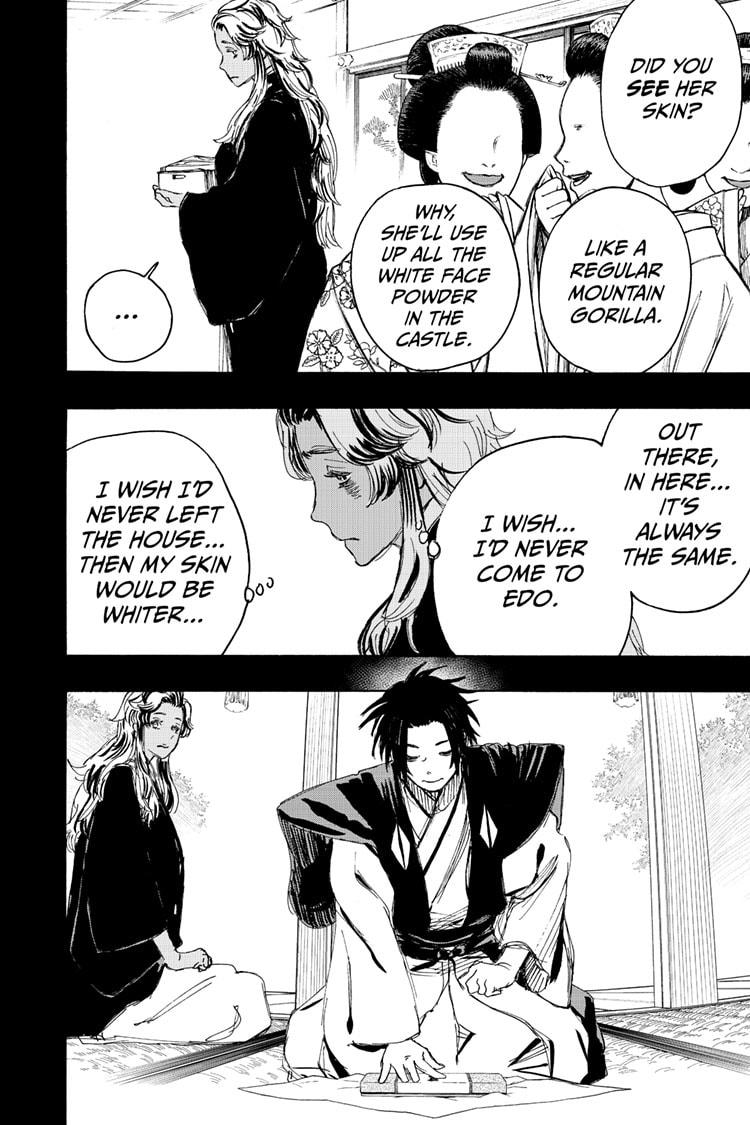 DID YOU
SEE HER
SKIN?
LIKE A
REGULAR
MOUNTAIN
GORILLA.
WHY,
SHE'LL USE
UP ALL THE
WHITE FACE
POWDER
IN THE
CASTLE.
...
OUT
THERE,
IN HERE...
IT'S
ALWAYS
THE SAME.
I WISH...
I'D NEVER
COME TO
EDO.
I WISH I'D
NEVER LEFT
THE HOUSE...
THEN MY SKIN
WOULD BE
WHITER...